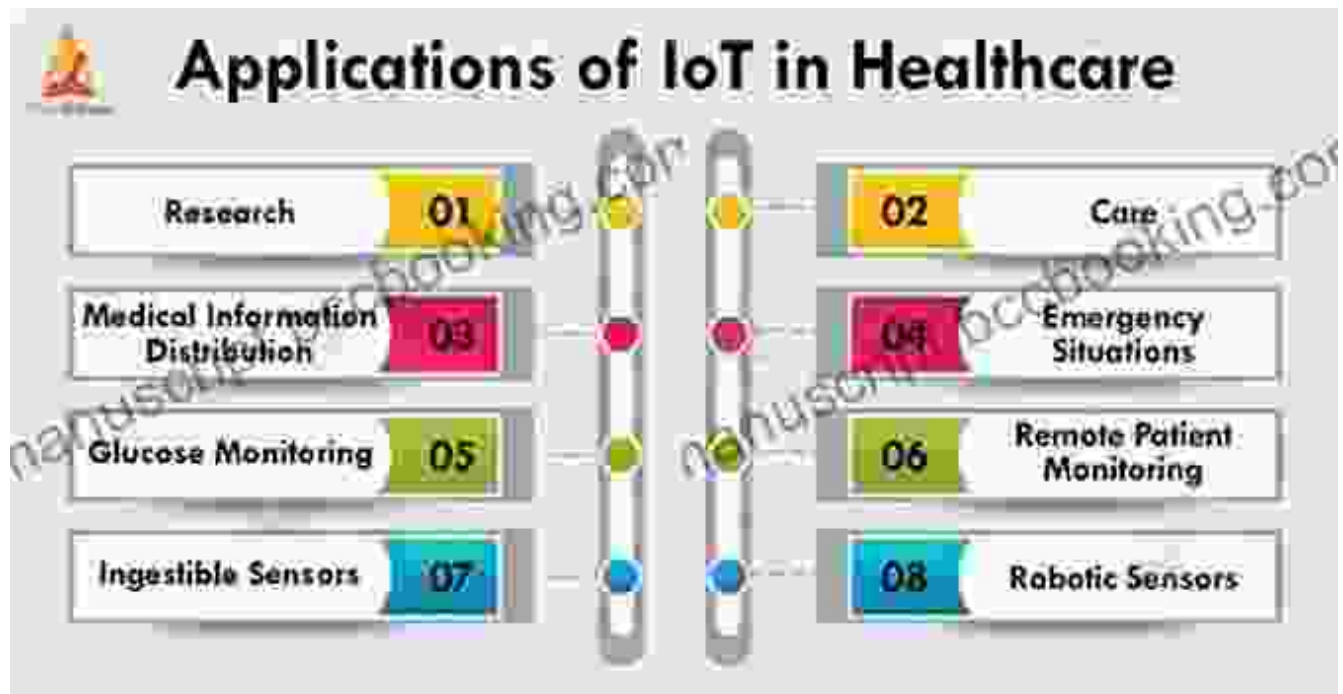 Applications of IoT in Healthcare
Research
01
02
Care
Medical Information
Distribution
03
04
Emergency
Situations
Glucose Monitoring
05
06
Remote Patient
Monitoring
Ingestible Sensors
07
08
Robotic Sensors